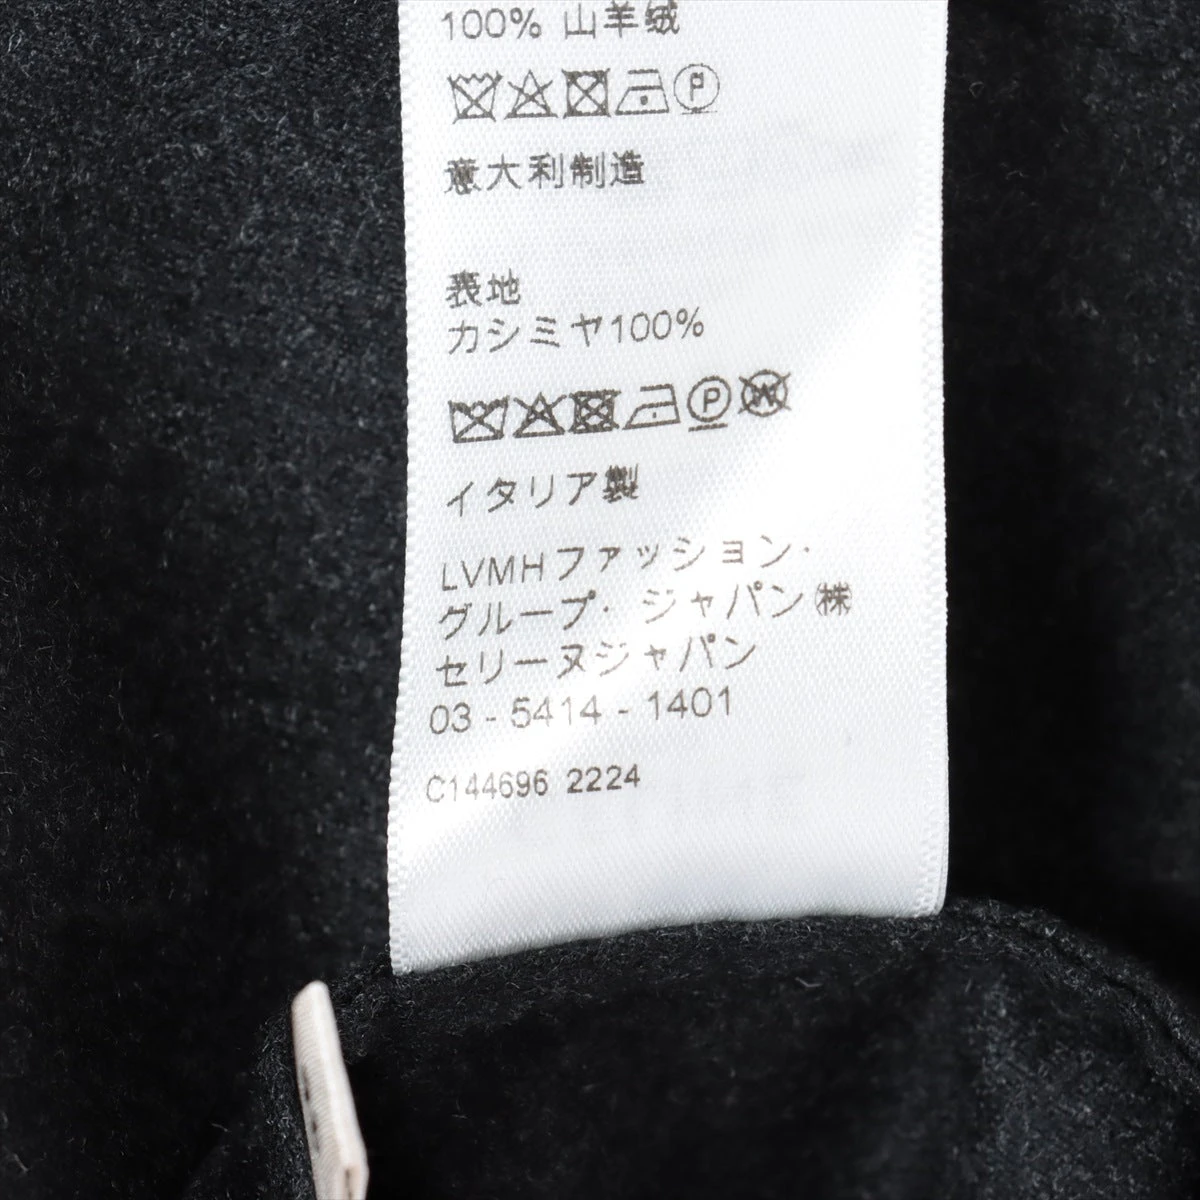 100% 山羊绒
意大利制造
表地
カシミヤ100%
イタリア製
LVMHファッション・
グループ・ジャパン㈱
セリーヌジャパン
03 - 5414 - 1401
C144696 2224